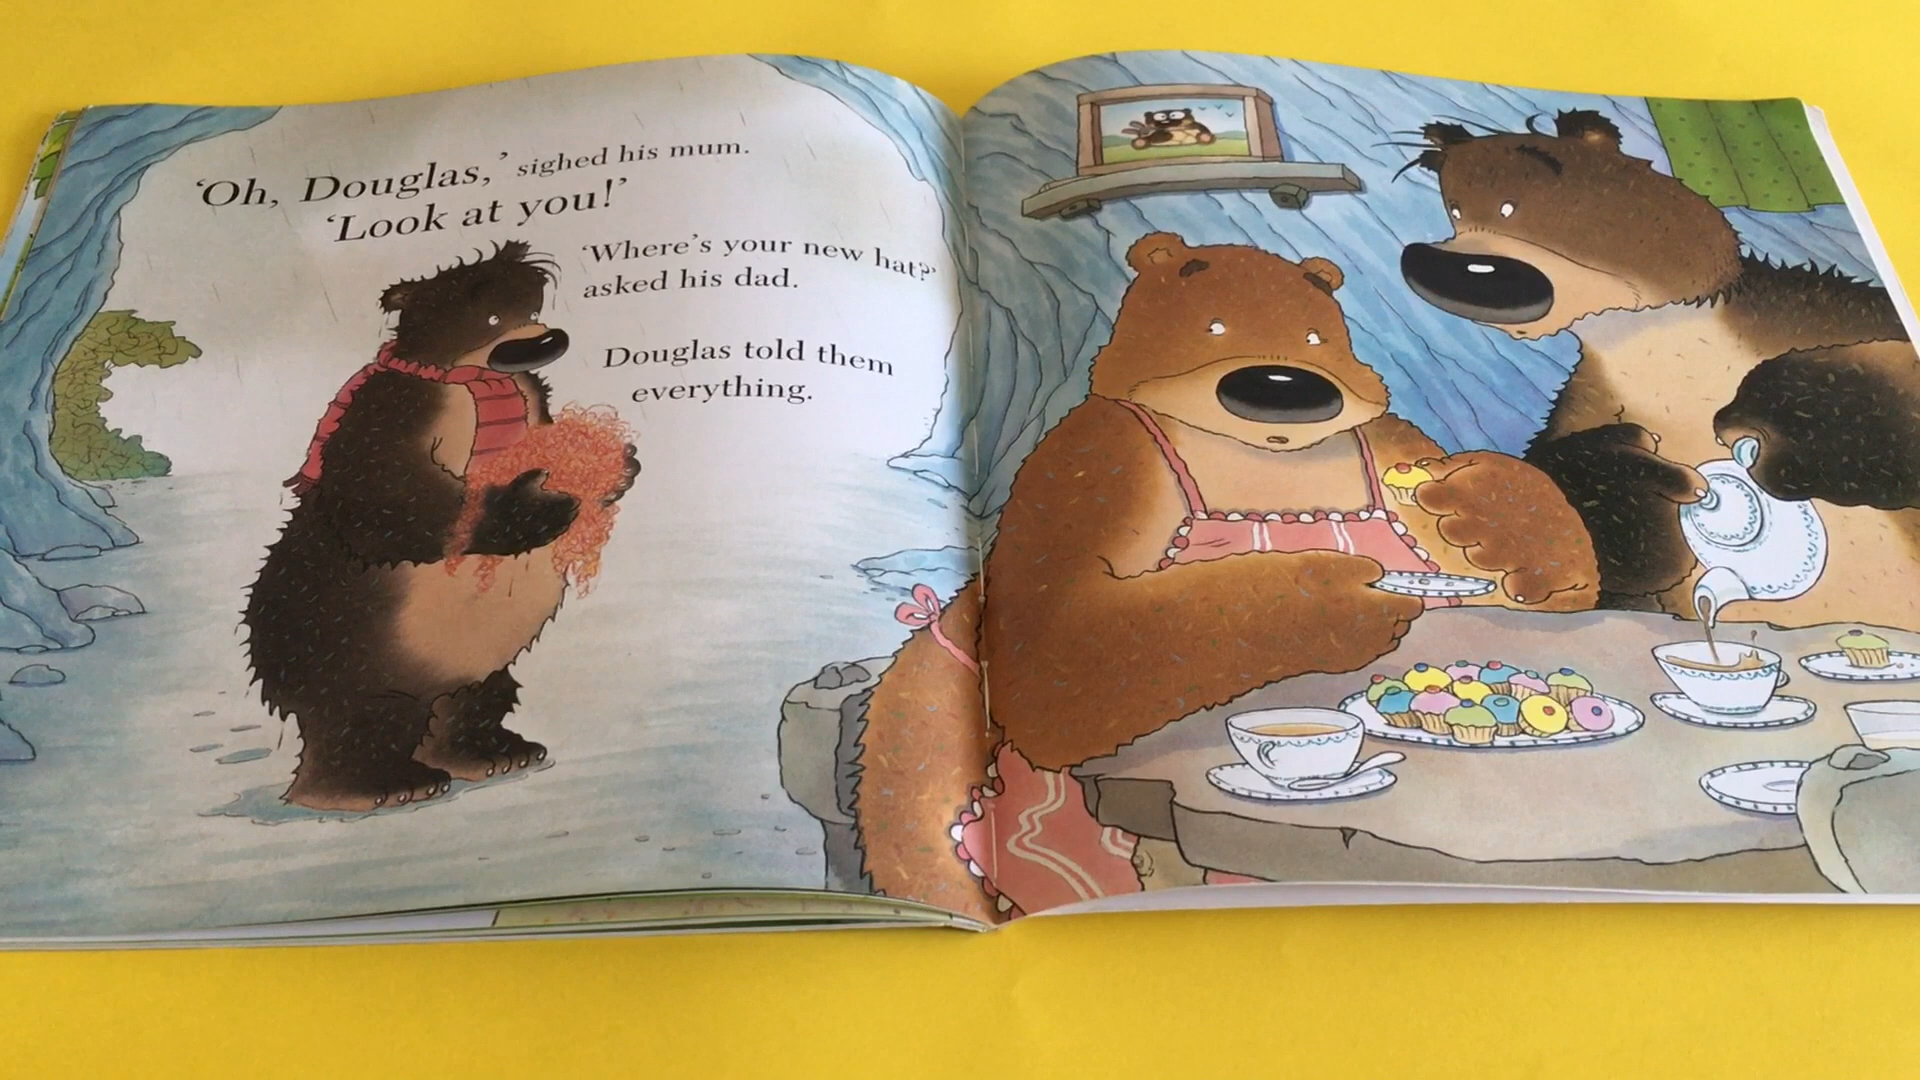 ‘Oh, Douglas,’ sighed his mum.
‘Look at you!’
‘Where’s your new hat?’
asked his dad.
Douglas told them
everything.